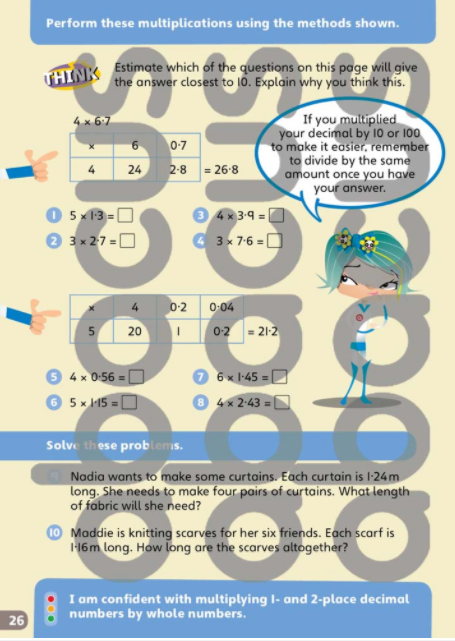 Perform these multiplications using the methods shown.
THINK
Estimate which of the questions on this page will give
the answer closest to 10. Explain why you think this.
4 × 6·7
× 6 0·7
4 24 2·8 = 26·8
If you multiplied
your decimal by 10 or 100
to make it easier, remember
to divide by the same
amount once you have
your answer.
1 5 × 1·3 =
3 4 × 3·9 =
2 3 × 2·7 =
4 3 × 7·6 =
× 4 0·2 0·04
5 20 1 0·2 = 21·2
5 4 × 0·56 =
7 6 × 1·45 =
6 5 × 1·15 =
8 4 × 2·43 =
Solve these problems.
9 Nadia wants to make some curtains. Each curtain is 1·24m
long. She needs to make four pairs of curtains. What length
of fabric will she need?
10 Maddie is knitting scarves for her six friends. Each scarf is
1·16m long. How long are the scarves altogether?
I am confident with multiplying 1- and 2-place decimal
numbers by whole numbers.
26